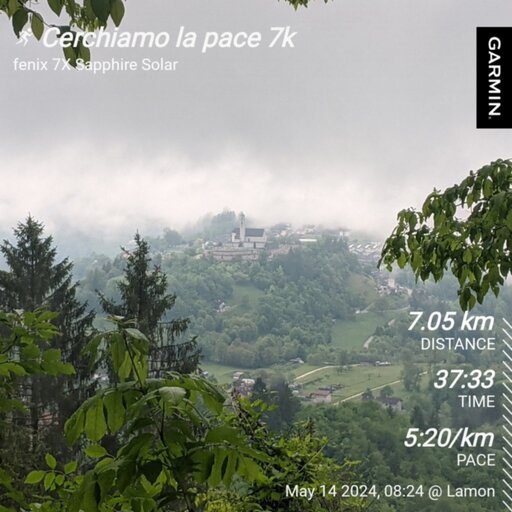 Cerchiamo la pace 7k
fenix 7X Sapphire Solar
GARMIN.
7.05 km
DISTANCE
37:33
TIME
5:20/km
PACE
May 14 2024, 08:24 @ Lamon